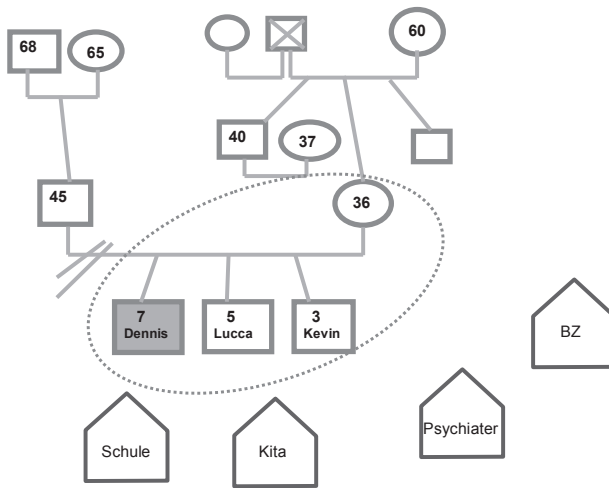 68
65
60
40
37
45
36
7
Dennis
5
Lucca
3
Kevin
BZ
Schule
Kita
Psychiater